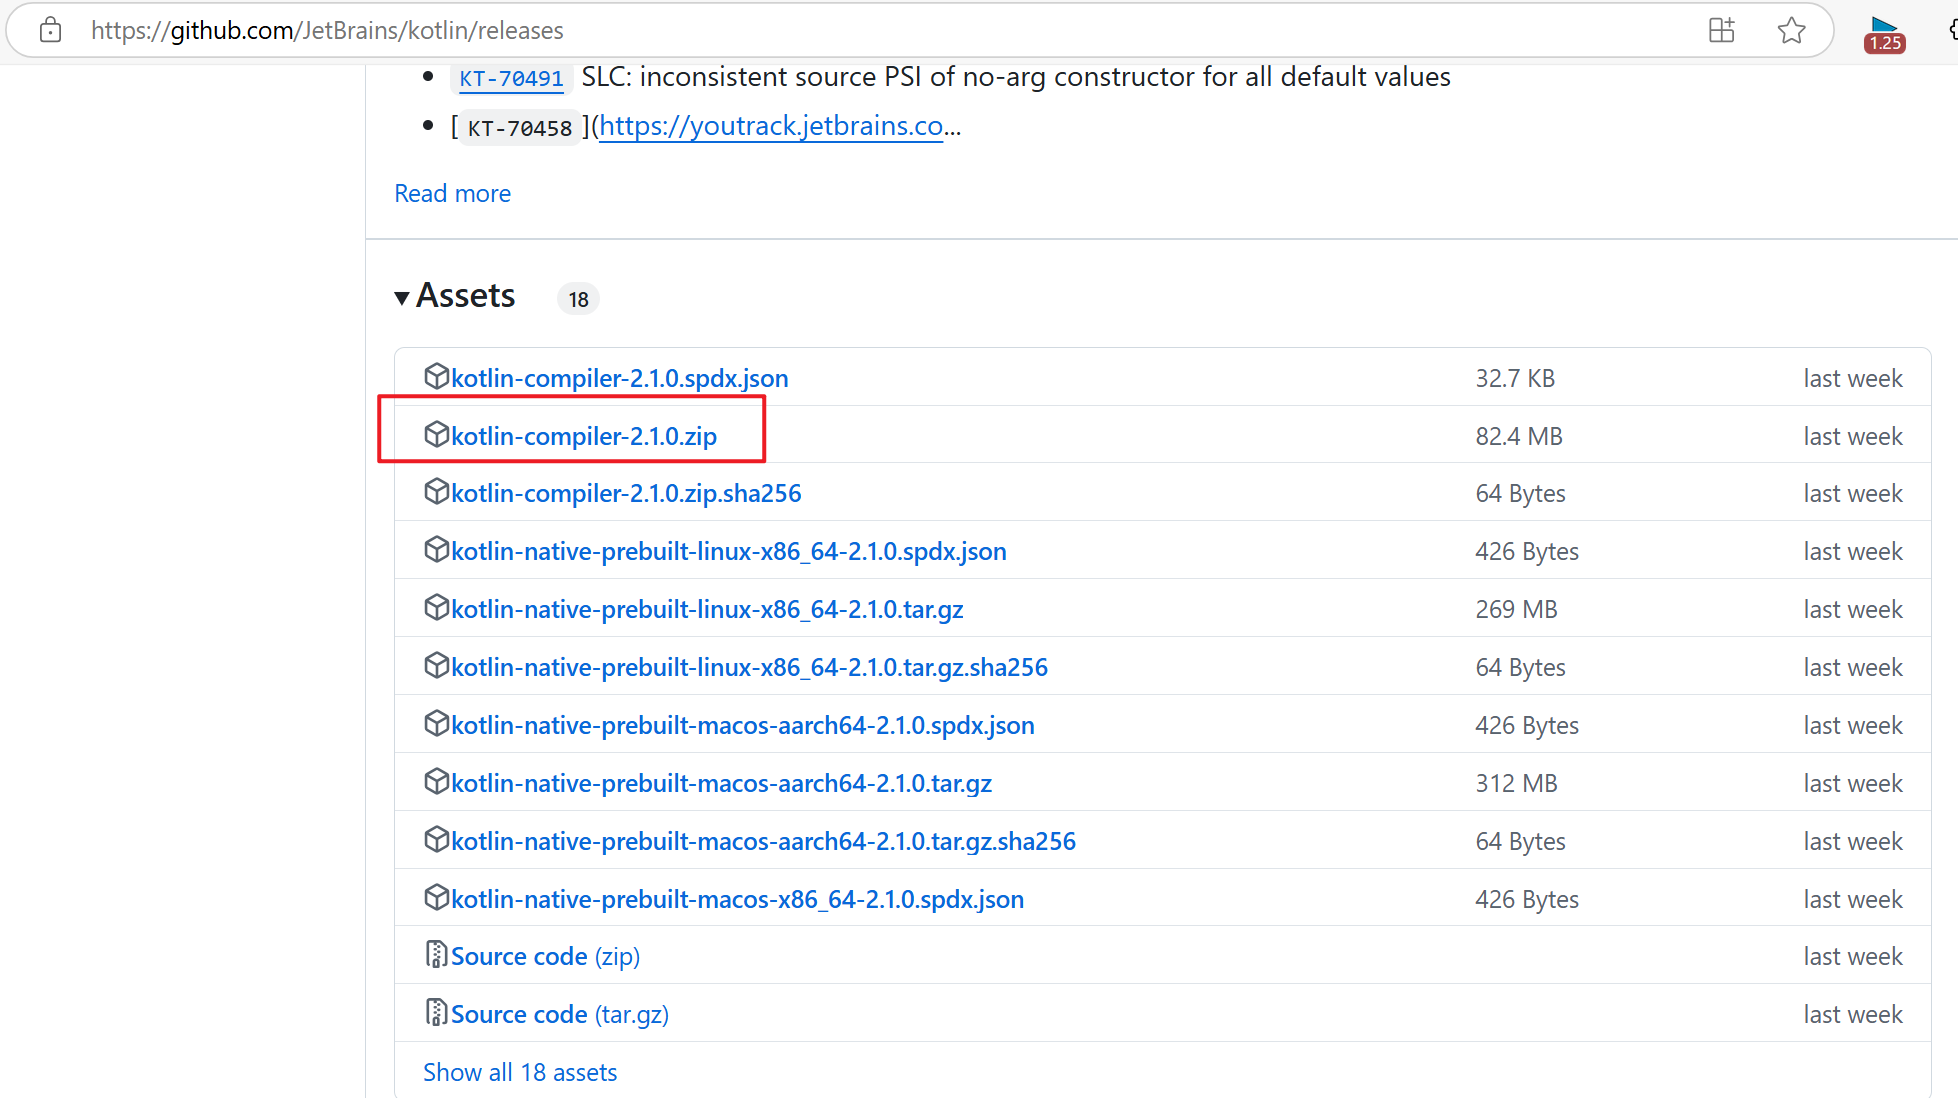 https://github.com/JetBrains/kotlin/releases
1.25
KT-70491 SLC: inconsistent source PSI of no-arg constructor for all default values
[KT-70458](https://youtrack.jetbrains.co...
Read more
Assets 18
kotlin-compiler-2.1.0.spdx.json 32.7 KB last week
kotlin-compiler-2.1.0.zip 82.4 MB last week
kotlin-compiler-2.1.0.zip.sha256 64 Bytes last week
kotlin-native-prebuilt-linux-x86_64-2.1.0.spdx.json 426 Bytes last week
kotlin-native-prebuilt-linux-x86_64-2.1.0.tar.gz 269 MB last week
kotlin-native-prebuilt-linux-x86_64-2.1.0.tar.gz.sha256 64 Bytes last week
kotlin-native-prebuilt-macos-aarch64-2.1.0.spdx.json 426 Bytes last week
kotlin-native-prebuilt-macos-aarch64-2.1.0.tar.gz 312 MB last week
kotlin-native-prebuilt-macos-aarch64-2.1.0.tar.gz.sha256 64 Bytes last week
kotlin-native-prebuilt-macos-x86_64-2.1.0.spdx.json 426 Bytes last week
Source code (zip) last week
Source code (tar.gz) last week
Show all 18 assets